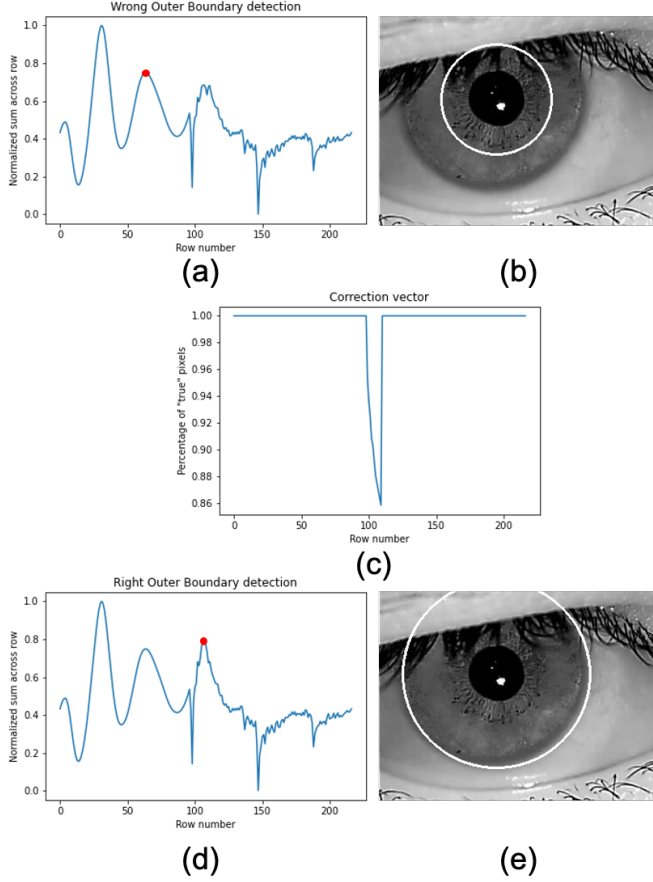 Wrong Outer Boundary detection
Normalized sum across row
1.0
0.8
0.6
0.4
0.2
0.0
0 50 100 150 200
Row number
(a) (b)
Correction vector
Percentage of "true" pixels
1.00
0.98
0.96
0.94
0.92
0.90
0.88
0.86
0 50 100 150 200
Row number
(c)
Right Outer Boundary detection
Normalized sum across row
1.0
0.8
0.6
0.4
0.2
0.0
0 50 100 150 200
Row number
(d) (e)